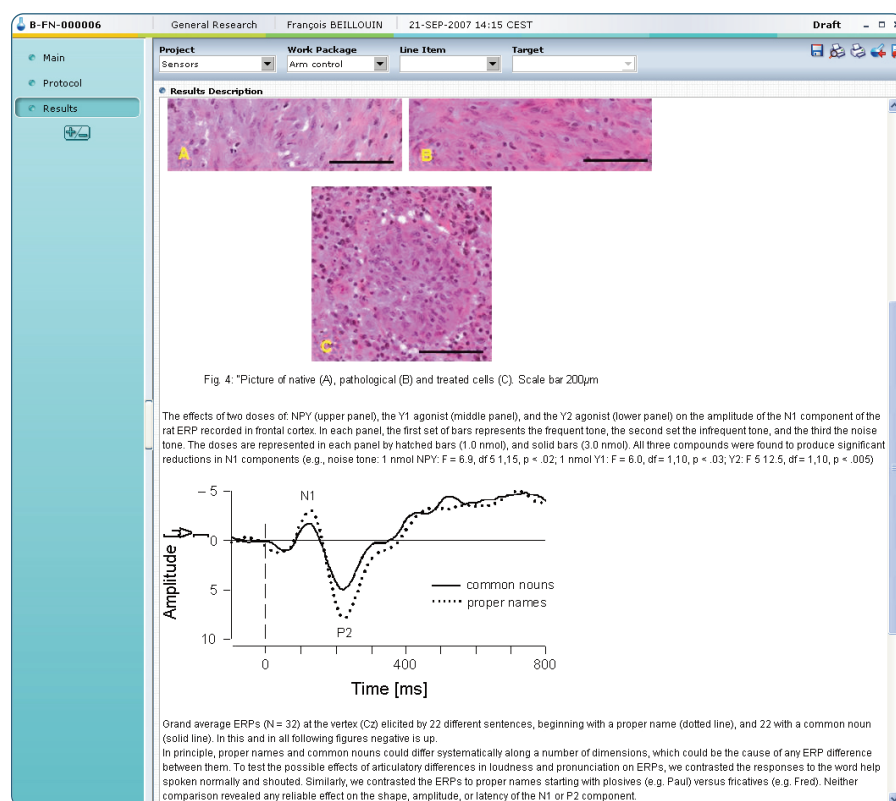 B-FN-000006 General Research François BEILLOUIN 21-SEP-2007 14:15 CEST Draft
Main
Protocol
Results
Project Work Package Line Item Target
Sensors Arm control
Results Description
A B
C
Fig. 4: "Picture of native (A), pathological (B) and treated cells (C). Scale bar 200µm
The effects of two doses of: NPY (upper panel), the Y1 agonist (middle panel), and the Y2 agonist (lower panel) on the amplitude of the N1 component of the
rat ERP recorded in frontal cortex. In each panel, the first set of bars represents the frequent tone, the second set the infrequent tone, and the third the noise
tone. The doses are represented in each panel by hatched bars (1.0 nmol), and solid bars (3.0 nmol). All three compounds were found to produce significant
reductions in N1 components (e.g., noise tone: 1 nmol NPY: F = 6.9, df 5 1,15, p < .02; 1 nmol Y1: F = 6.0, df = 1,10, p < .03; Y2: F 5 12.5, df = 1,10, p < .005)
– 5
N1
0
Amplitude [µV]
common nouns
5
proper names
P2
10
0 400 800
Time [ms]
Grand average ERPs (N = 32) at the vertex (Cz) elicited by 22 different sentences, beginning with a proper name (dotted line), and 22 with a common noun
(solid line). In this and in all following figures negative is up.
In principle, proper names and common nouns could differ systematically along a number of dimensions, which could be the cause of any ERP difference
between them. To test the possible effects of articulatory differences in loudness and pronunciation on ERPs, we contrasted the responses to the word help
spoken normally and shouted. Similarly, we contrasted the ERPs to proper names starting with plosives (e.g. Paul) versus fricatives (e.g. Fred). Neither
comparison revealed any reliable effect on the shape, amplitude, or latency of the N1 or P2 component.